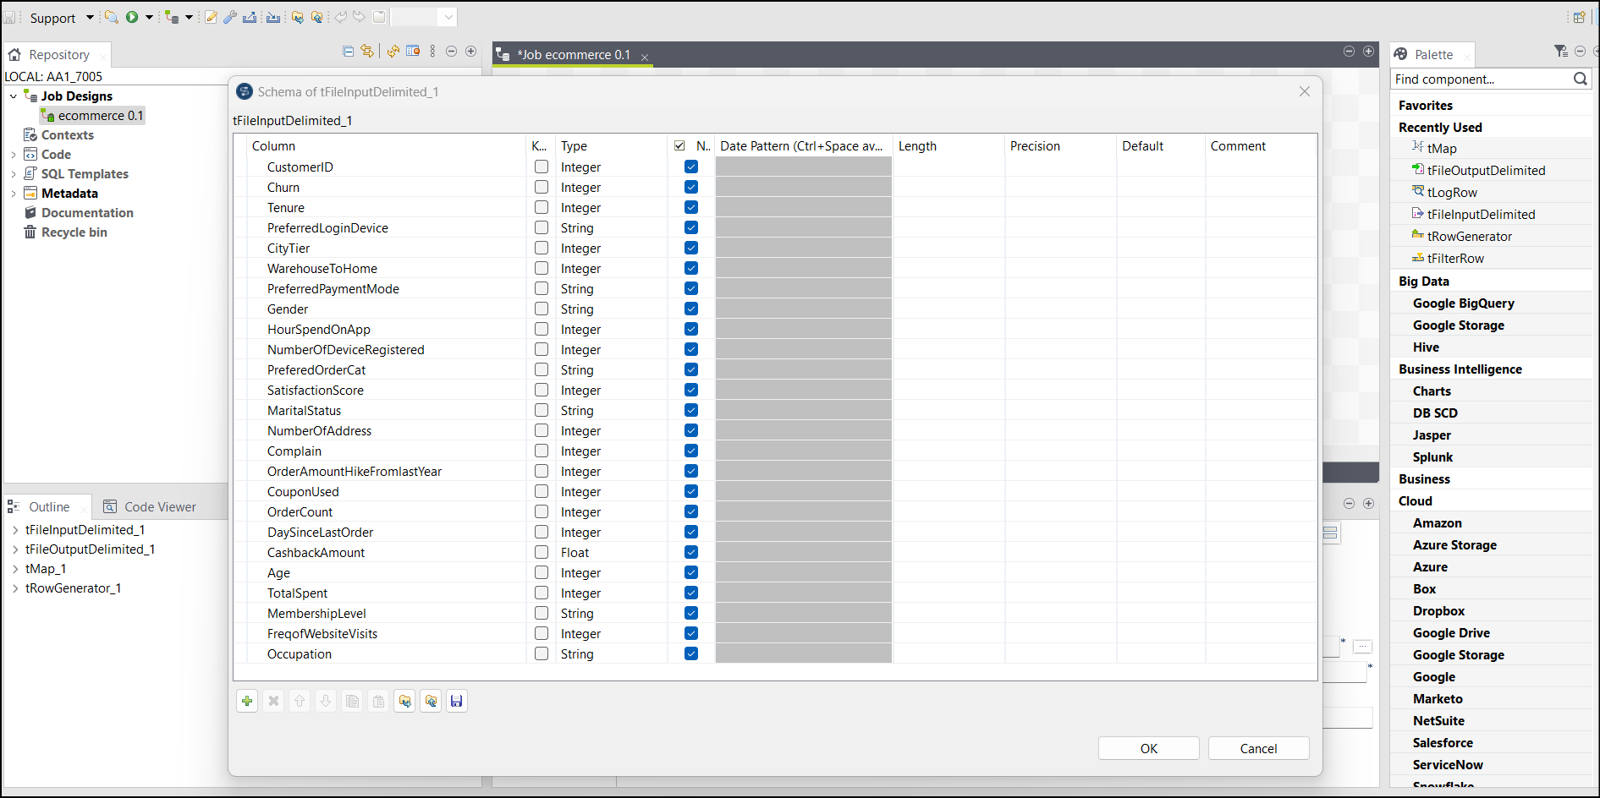 Support
Repository
LOCAL: AA1_7005
Job Designs
ecommerce 0.1
Contexts
Code
SQL Templates
Metadata
Documentation
Recycle bin
Outline
Code Viewer
tFileInputDelimited_1
tFileOutputDelimited_1
tMap_1
tRowGenerator_1
*Job ecommerce 0.1
Schema of tFileInputDelimited_1
tFileInputDelimited_1
Column K... Type N.. Date Pattern (Ctrl+Space av... Length Precision Default Comment
CustomerID Integer
Churn Integer
Tenure Integer
PreferredLoginDevice String
CityTier Integer
WarehouseToHome Integer
PreferredPaymentMode String
Gender String
HourSpendOnApp Integer
NumberOfDeviceRegistered Integer
PreferedOrderCat String
SatisfactionScore Integer
MaritalStatus String
NumberOfAddress Integer
Complain Integer
OrderAmountHikeFromlastYear Integer
CouponUsed Integer
OrderCount Integer
DaySinceLastOrder Integer
CashbackAmount Float
Age Integer
TotalSpent Integer
MembershipLevel String
FreqofWebsiteVisits Integer
Occupation String
OK Cancel
*
...
*
Palette
Find component...
Favorites
Recently Used
tMap
tFileOutputDelimited
tLogRow
tFileInputDelimited
tRowGenerator
tFilterRow
Big Data
Google BigQuery
Google Storage
Hive
Business Intelligence
Charts
DB SCD
Jasper
Splunk
Business
Cloud
Amazon
Azure Storage
Azure
Box
Dropbox
Google Drive
Google Storage
Google
Marketo
NetSuite
Salesforce
ServiceNow
Snowflake